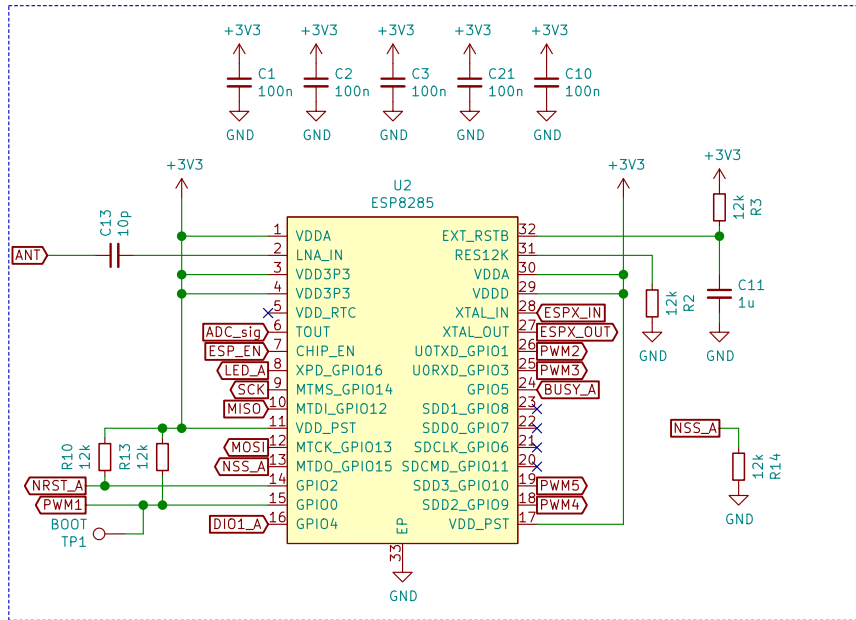 +3V3 +3V3 +3V3 +3V3 +3V3
C1 C2 C3 C21 C10
100n 100n 100n 100n 100n
GND GND GND GND GND
+3V3 +3V3 +3V3
U2
ESP8285
C13
10p
ANT
1 VDDA
2 LNA_IN
3 VDD3P3
4 VDD3P3
5 VDD_RTC
ADC_sig 6 TOUT
ESP_EN 7 CHIP_EN
LED_A 8 XPD_GPIO16
SCK 9 MTMS_GPIO14
MISO 10 MTDI_GPIO12
11 VDD_PST
MOSI 12 MTCK_GPIO13
NSS_A 13 MTDO_GPIO15
NRST_A 14 GPIO2
PWM1 15 GPIO0
DIO1_A 16 GPIO4
R10
12k
R13
12k
BOOT
TP1
EXT_RSTB 32
RES12K 31
VDDA 30
VDDD 29
XTAL_IN 28 ESPX_IN
XTAL_OUT 27 ESPX_OUT
U0TXD_GPIO1 26 PWM2
U0RXD_GPIO3 25 PWM3
GPIO5 24 BUSY_A
SDD1_GPIO8 23
SDD0_GPIO7 22
SDCLK_GPIO6 21
SDCMD_GPIO11 20
SDD3_GPIO10 19 PWM5
SDD2_GPIO9 18 PWM4
VDD_PST 17
EP
33
GND
12k
R3
C11
1u
GND
12k
R2
GND
NSS_A
12k
R14
GND